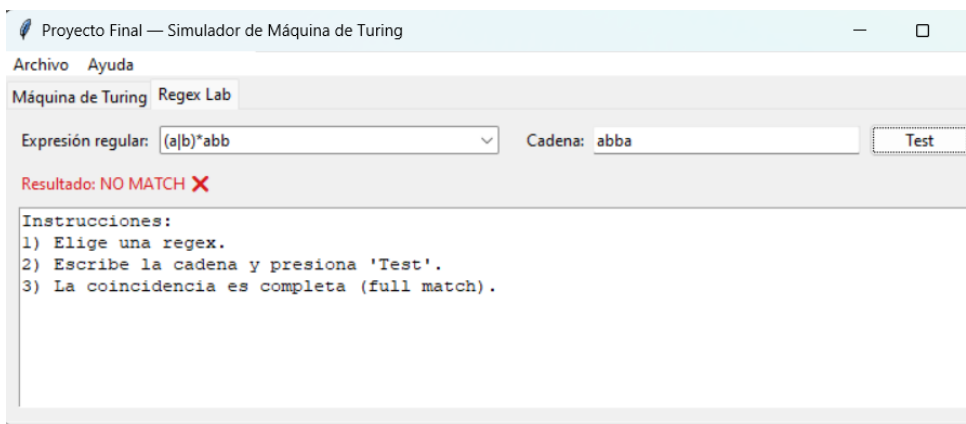 Proyecto Final — Simulador de Máquina de Turing
Archivo Ayuda
Máquina de Turing Regex Lab
Expresión regular: (a|b)*abb Cadena: abba Test
Resultado: NO MATCH ❌
Instrucciones:
1) Elige una regex.
2) Escribe la cadena y presiona 'Test'.
3) La coincidencia es completa (full match).